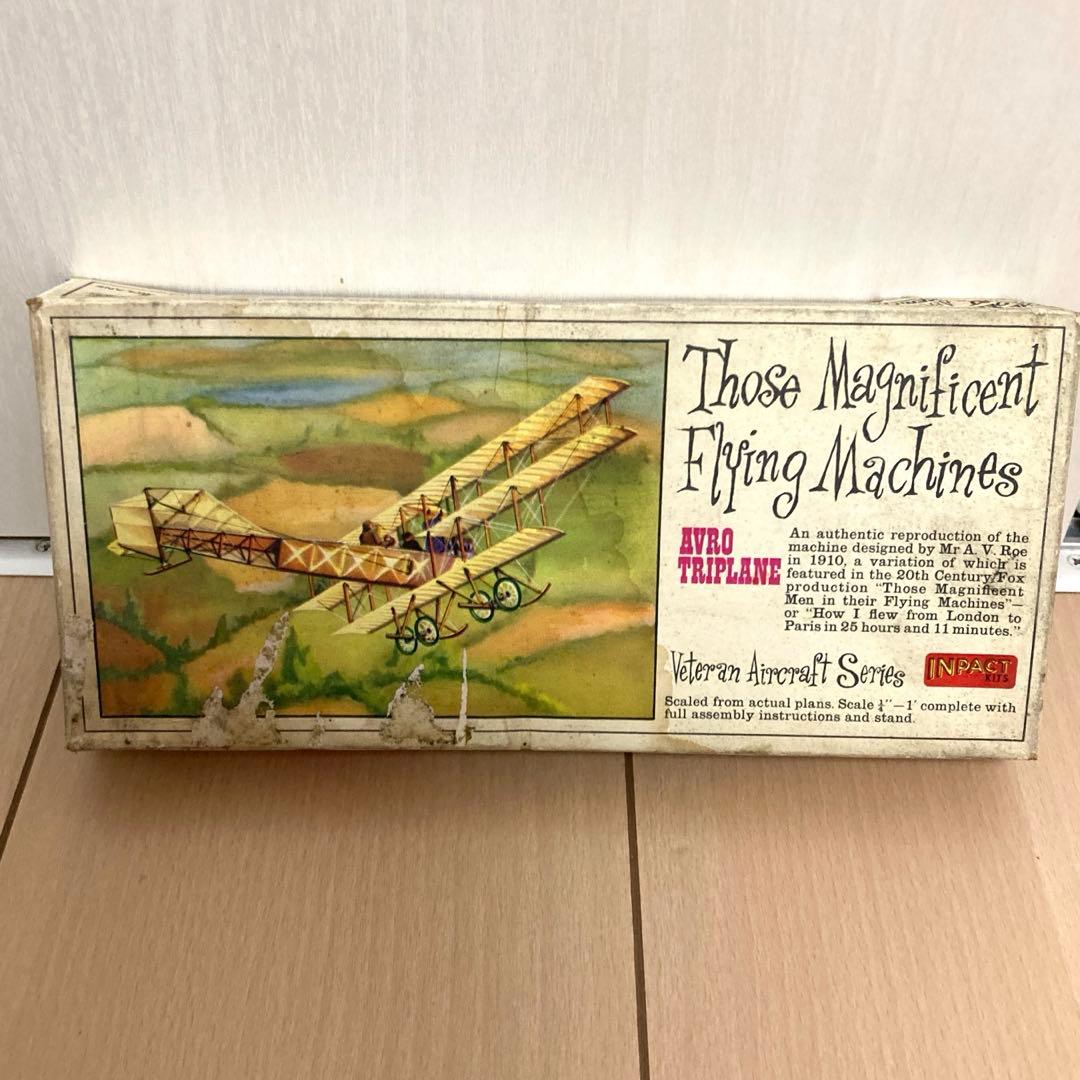 Those Magnificent
Flying Machines
AVRO
TRIPLANE
An authentic reproduction of the
machine designed by Mr A. V. Roe
in 1910, a variation of which is
featured in the 20th Century/Fox
production "Those Magnificent
Men in their Flying Machines"—
or "How I flew from London to
Paris in 25 hours and 11 minutes."
Veteran Aircraft Series
INPACT
KITS
Scaled from actual plans. Scale ¼″—1′ complete with
full assembly instructions and stand.